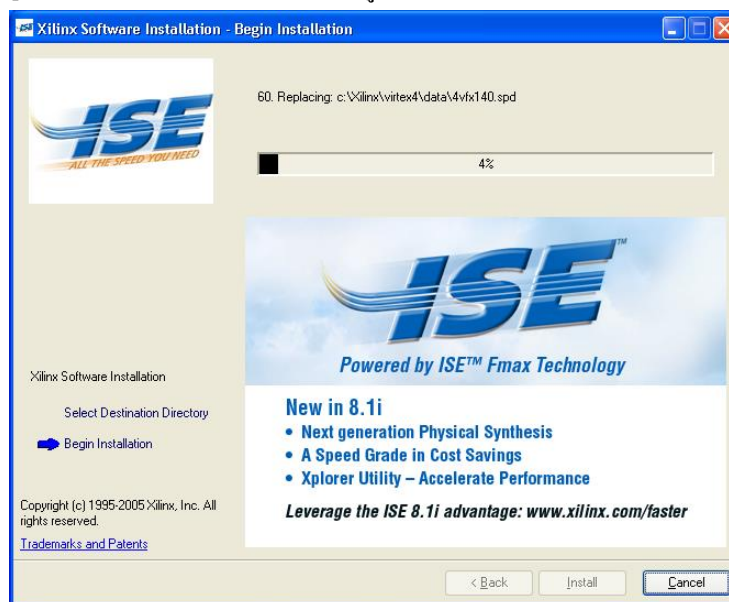 Xilinx Software Installation - Begin Installation
ISE
ALL THE SPEED YOU NEED
60. Replacing: c:\Xilinx\virtex4\data\4vfx140.spd
4%
ISE™
Powered by ISE™ Fmax Technology
Xilinx Software Installation
Select Destination Directory
Begin Installation
New in 8.1i
• Next generation Physical Synthesis
• A Speed Grade in Cost Savings
• Xplorer Utility – Accelerate Performance
Leverage the ISE 8.1i advantage: www.xilinx.com/faster
Copyright (c) 1995-2005 Xilinx, Inc. All
rights reserved.
Trademarks and Patents
< Back
Install
Cancel